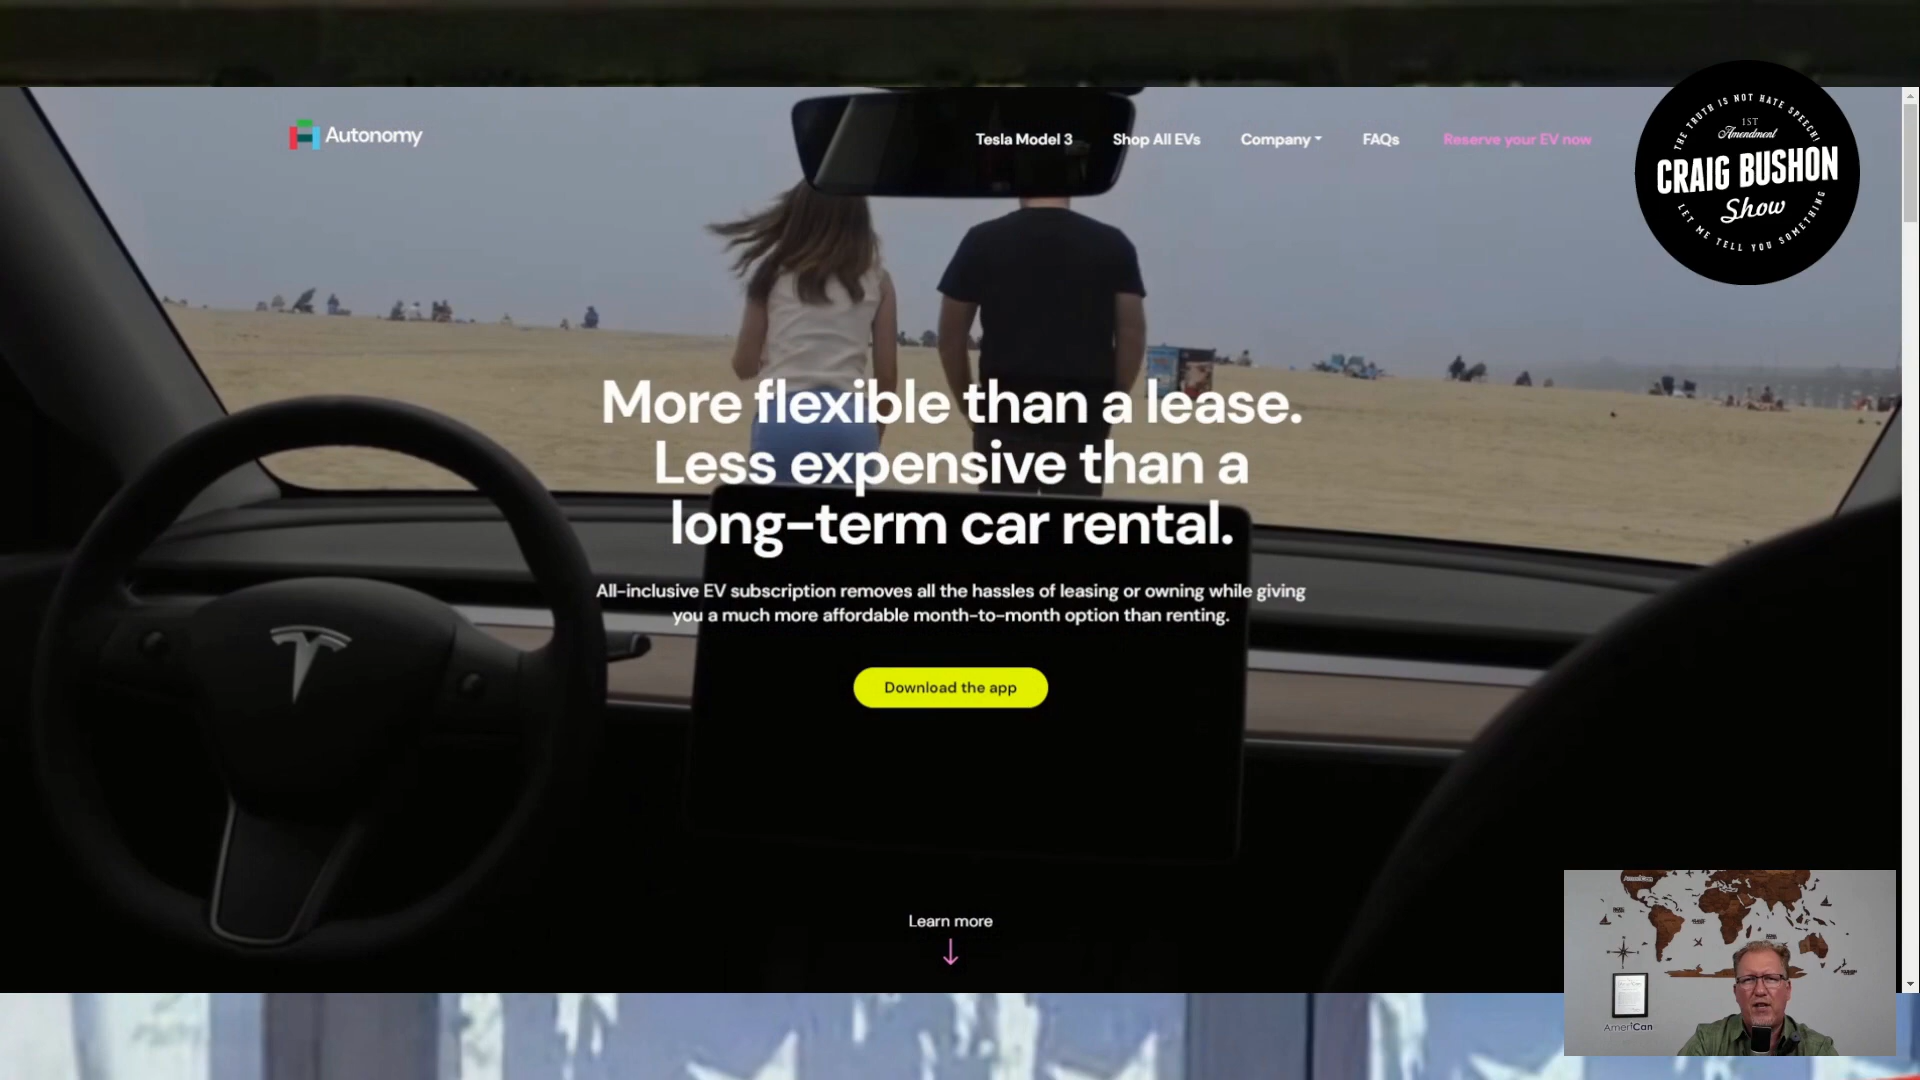 Autonomy
Tesla Model 3
Shop All EVs
Company
FAQs
Reserve your EV now
THE TRUTH IS NOT HATE SPEECH!
1ST
Amendment
CRAIG BUSHON
Show
LET ME TELL YOU SOMETHING
More flexible than a lease.
Less expensive than a
long-term car rental.
All-inclusive EV subscription removes all the hassles of leasing or owning while giving
you a much more affordable month-to-month option than renting.
Download the app
Learn more
AmeriCan